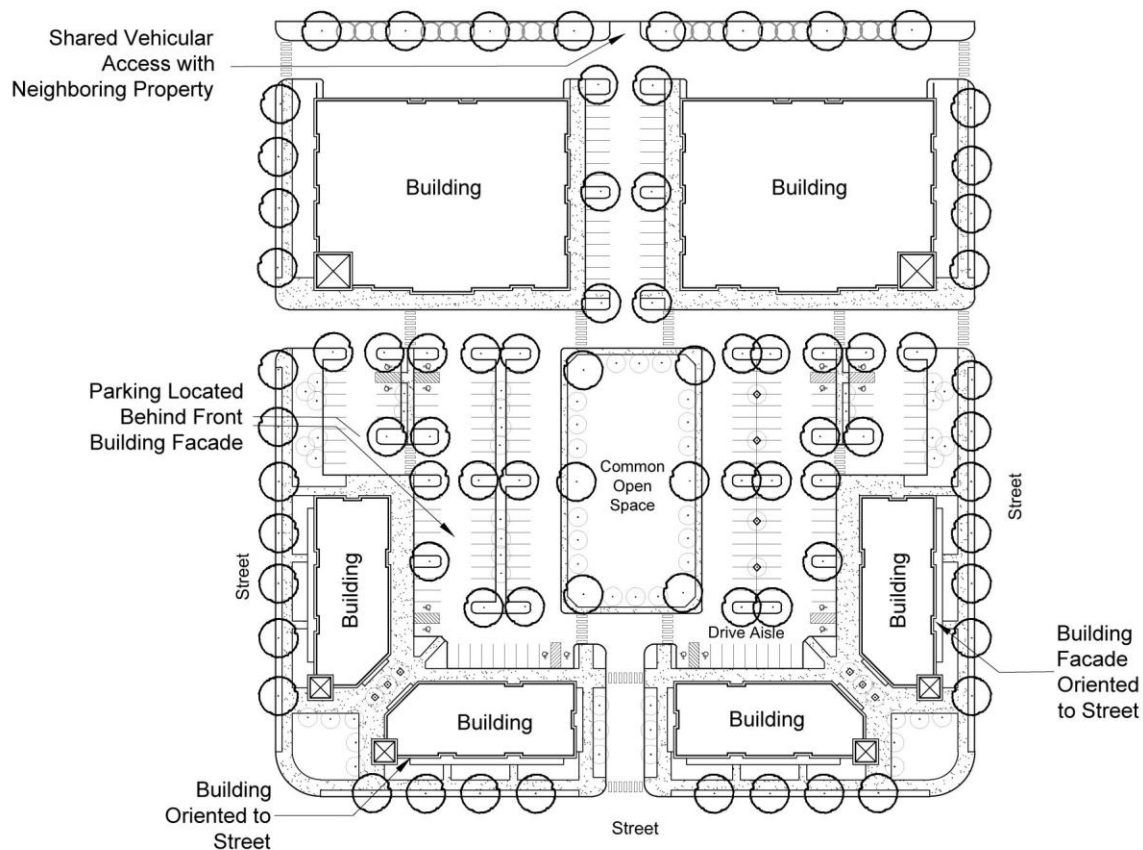 Shared Vehicular
Access with
Neighboring Property
Building
Building
Parking Located
Behind Front
Building Facade
Common
Open
Space
Street
Street
Building
Building
Drive Aisle
Building
Facade
Oriented
to Street
Building
Building
Building
Oriented to
Street
Street